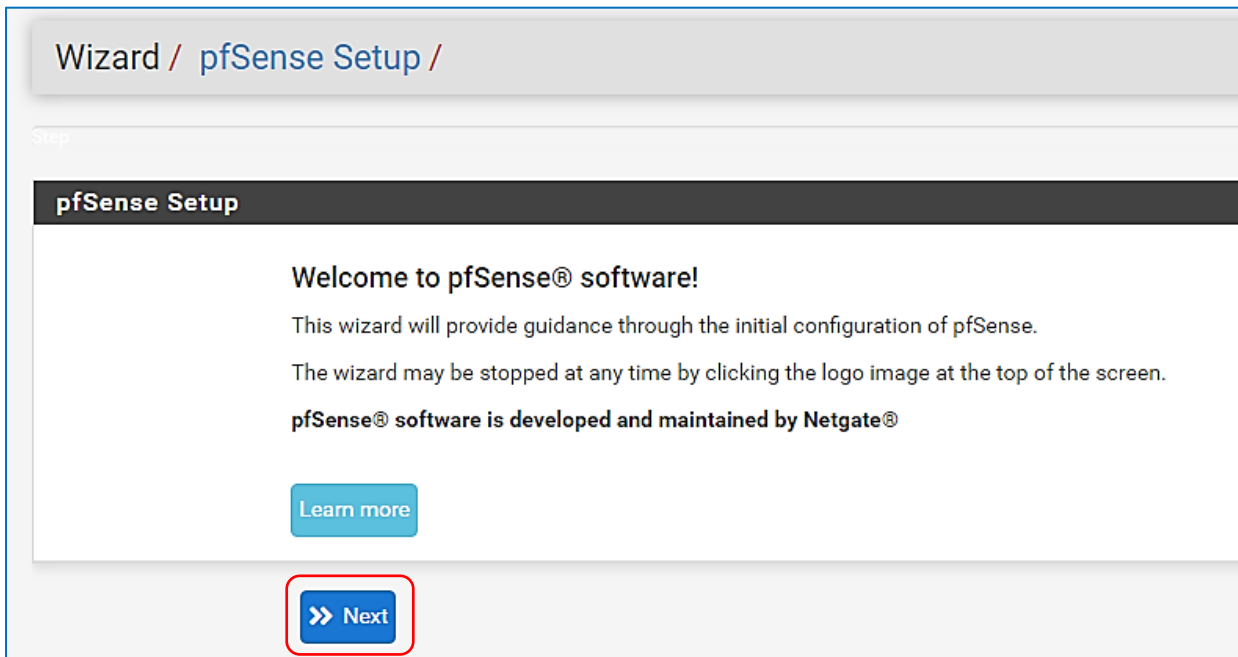 Wizard / pfSense Setup /
Step
pfSense Setup
Welcome to pfSense® software!
This wizard will provide guidance through the initial configuration of pfSense.
The wizard may be stopped at any time by clicking the logo image at the top of the screen.
pfSense® software is developed and maintained by Netgate®
Learn more
>> Next